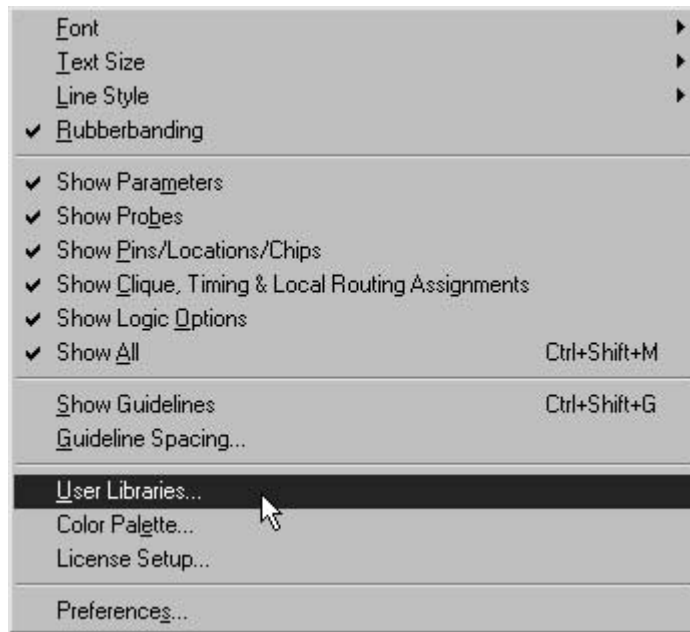 Font
Text Size
Line Style
Rubberbanding
Show Parameters
Show Probes
Show Pins/Locations/Chips
Show Clique, Timing & Local Routing Assignments
Show Logic Options
Show All Ctrl+Shift+M
Show Guidelines Ctrl+Shift+G
Guideline Spacing...
User Libraries...
Color Palette...
License Setup...
Preferences...